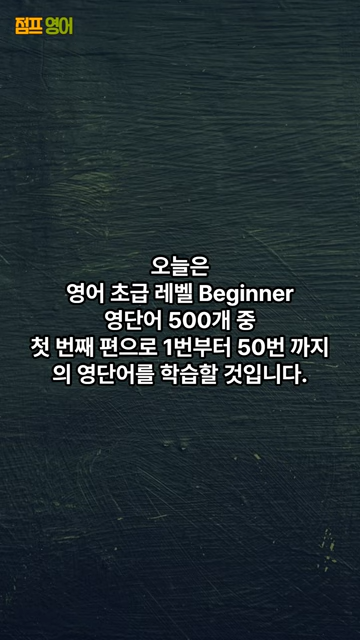 점프 영어
오늘은
영어 초급 레벨 Beginner
영단어 500개 중
첫 번째 편으로 1번부터 50번 까지
의 영단어를 학습할 것입니다.